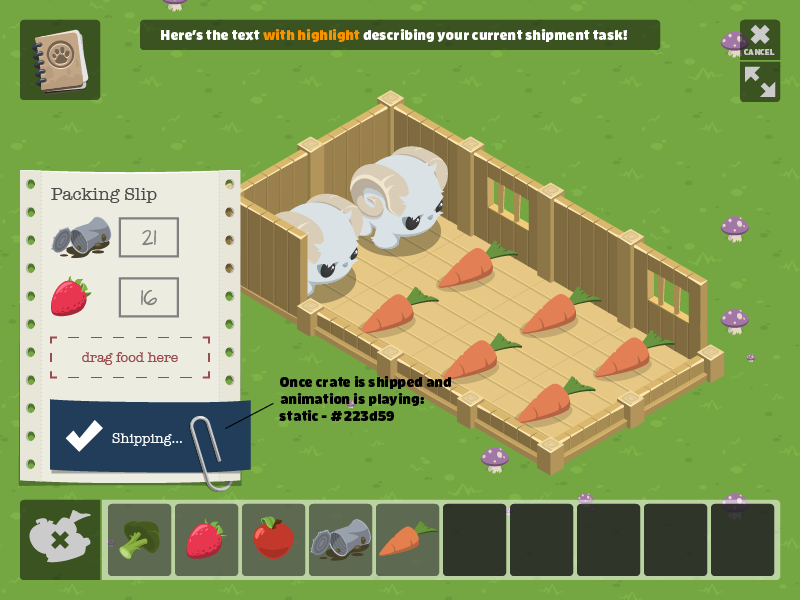 Here's the text with highlight describing your current shipment task!
CANCEL
Packing Slip
21
16
drag food here
Once crate is shipped and
animation is playing:
static - #223d59
Shipping...